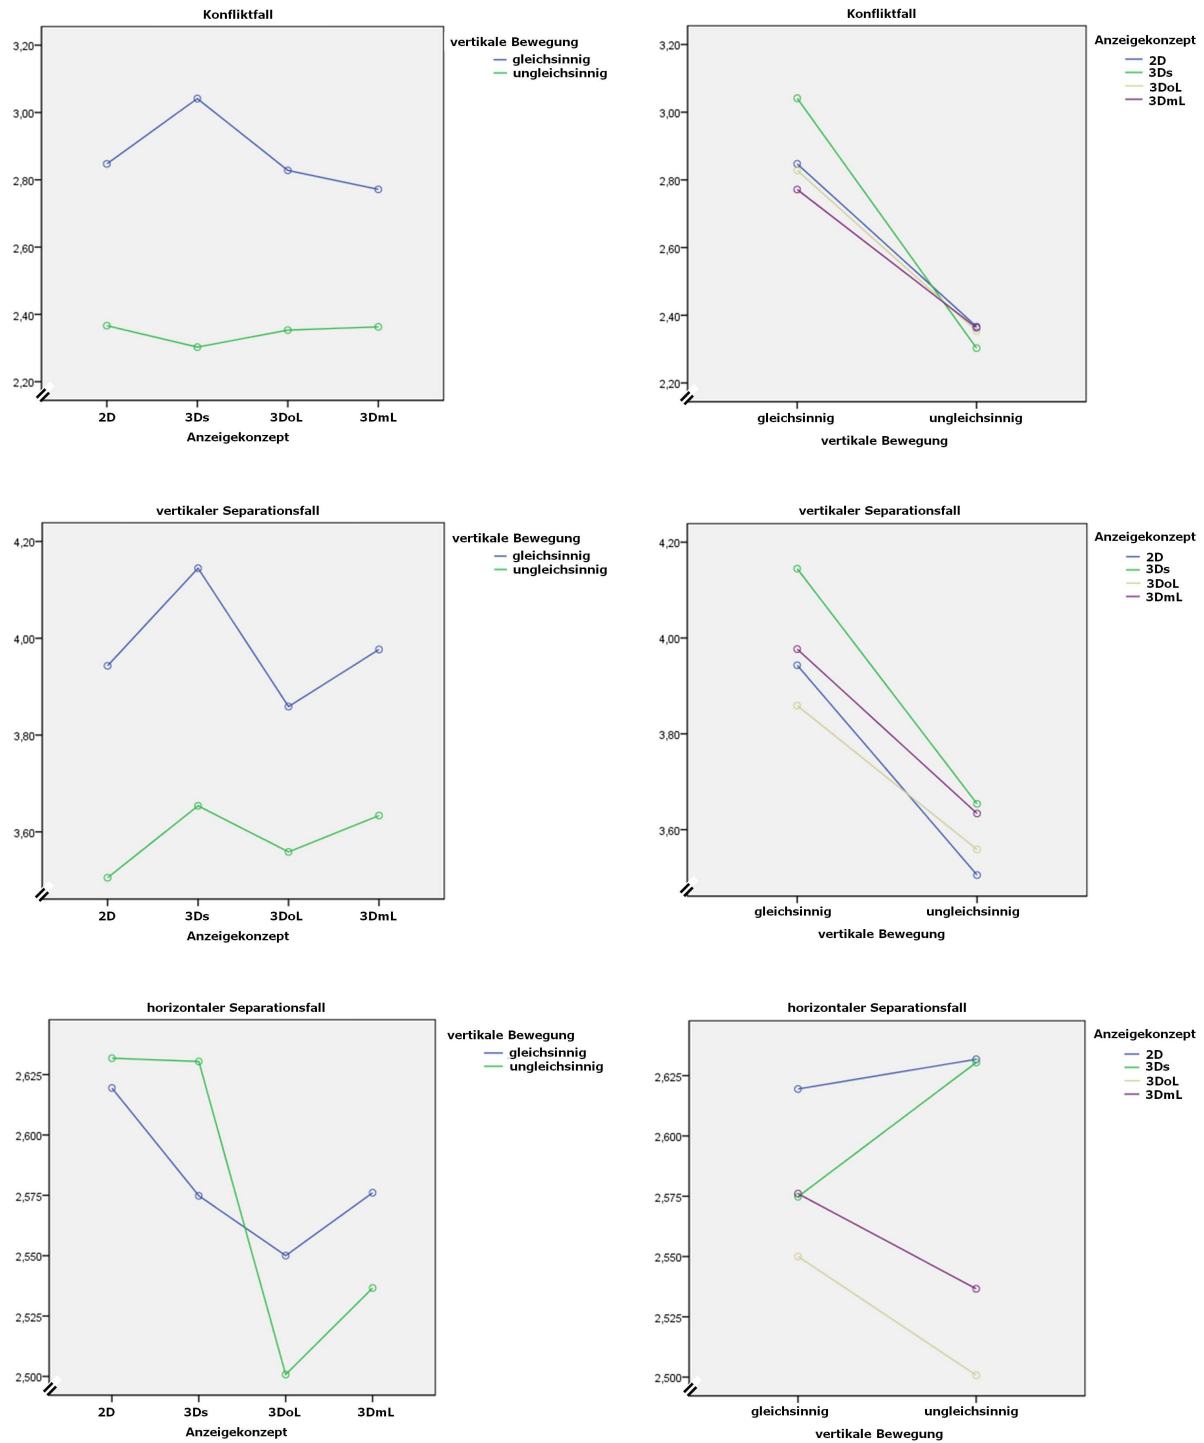 Konfliktfall
vertikale Bewegung
gleichsinnig
ungleichsinnig
3,20
3,00
2,80
2,60
2,40
2,20
2D 3Ds 3DoL 3DmL
Anzeigekonzept
Konfliktfall
Anzeigekonzept
2D
3Ds
3DoL
3DmL
3,20
3,00
2,80
2,60
2,40
2,20
gleichsinnig ungleichsinnig
vertikale Bewegung
vertikaler Separationsfall
vertikale Bewegung
gleichsinnig
ungleichsinnig
4,20
4,00
3,80
3,60
2D 3Ds 3DoL 3DmL
Anzeigekonzept
vertikaler Separationsfall
Anzeigekonzept
2D
3Ds
3DoL
3DmL
4,20
4,00
3,80
3,60
gleichsinnig ungleichsinnig
vertikale Bewegung
horizontaler Separationsfall
vertikale Bewegung
gleichsinnig
ungleichsinnig
2,625
2,600
2,575
2,550
2,525
2,500
2D 3Ds 3DoL 3DmL
Anzeigekonzept
horizontaler Separationsfall
Anzeigekonzept
2D
3Ds
3DoL
3DmL
2,625
2,600
2,575
2,550
2,525
2,500
gleichsinnig ungleichsinnig
vertikale Bewegung